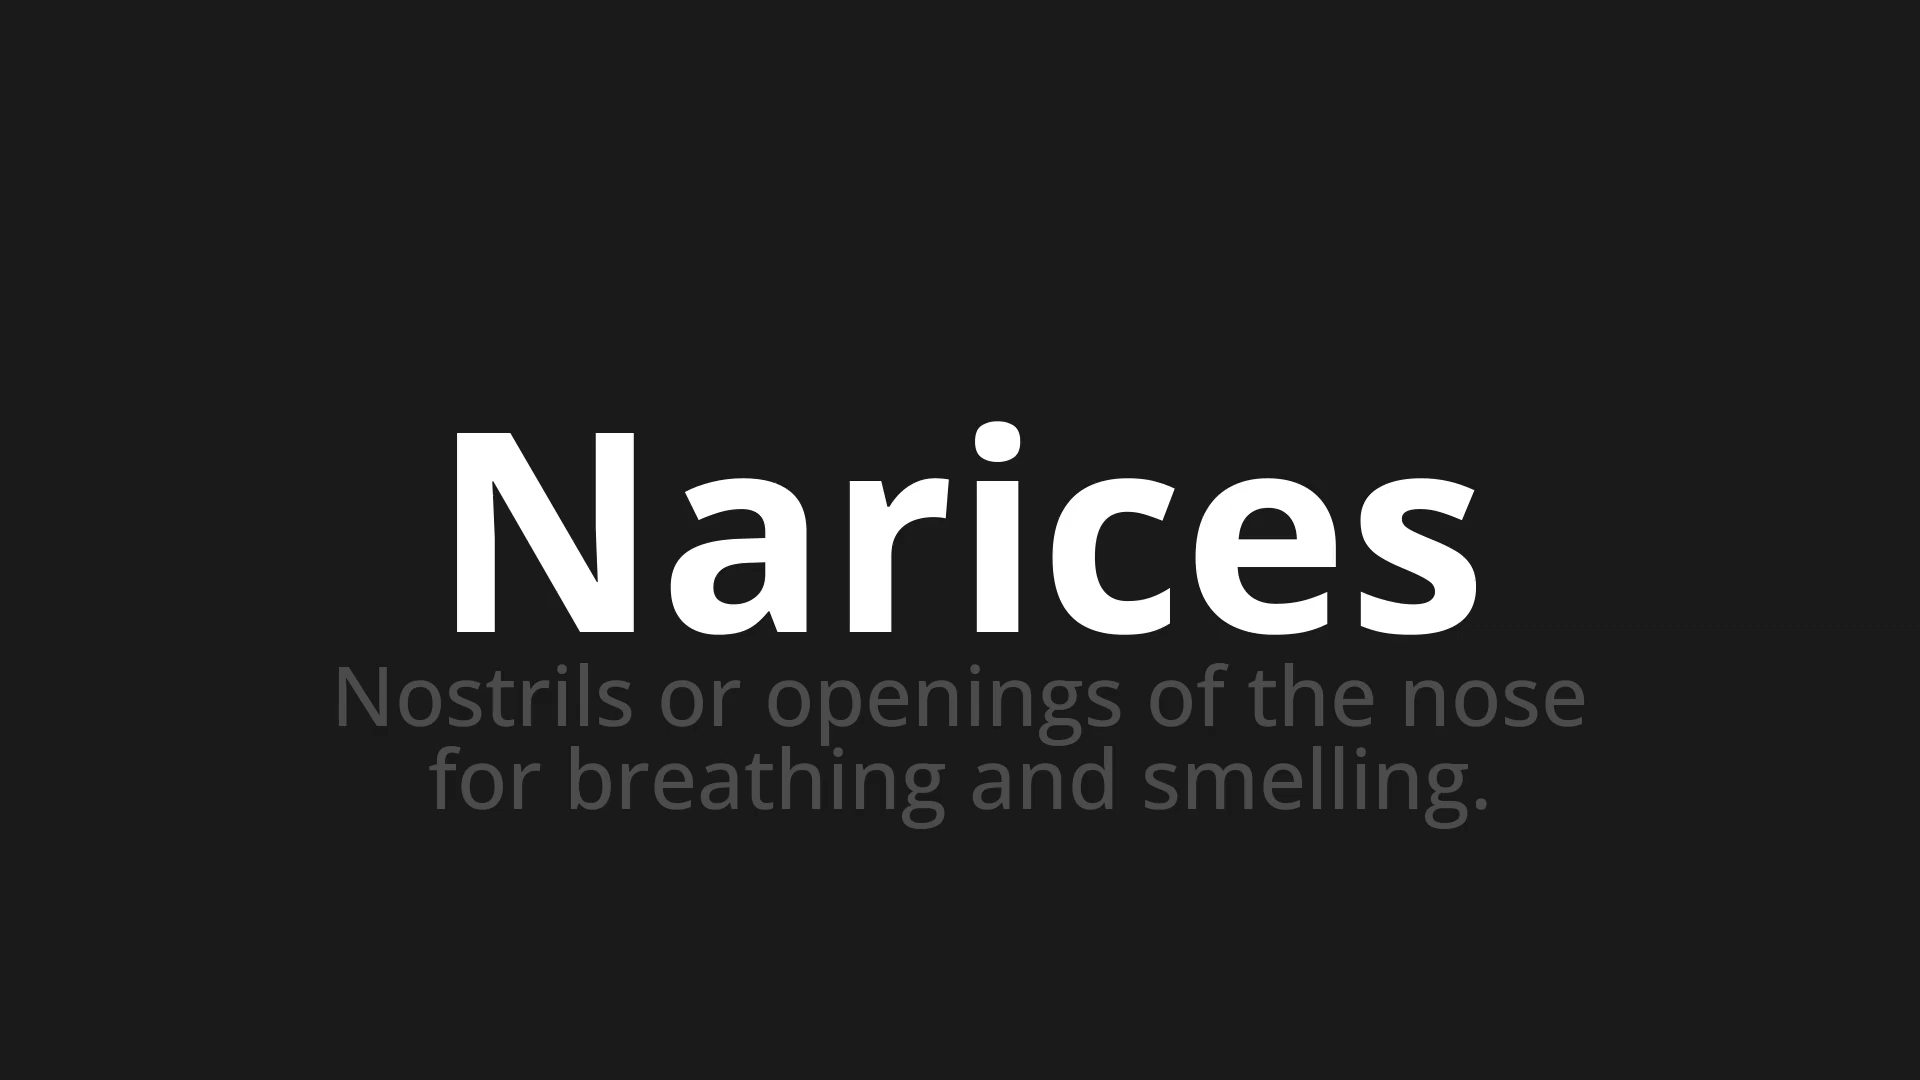 Narices
Nostrils or openings of the nose
for breathing and smelling.